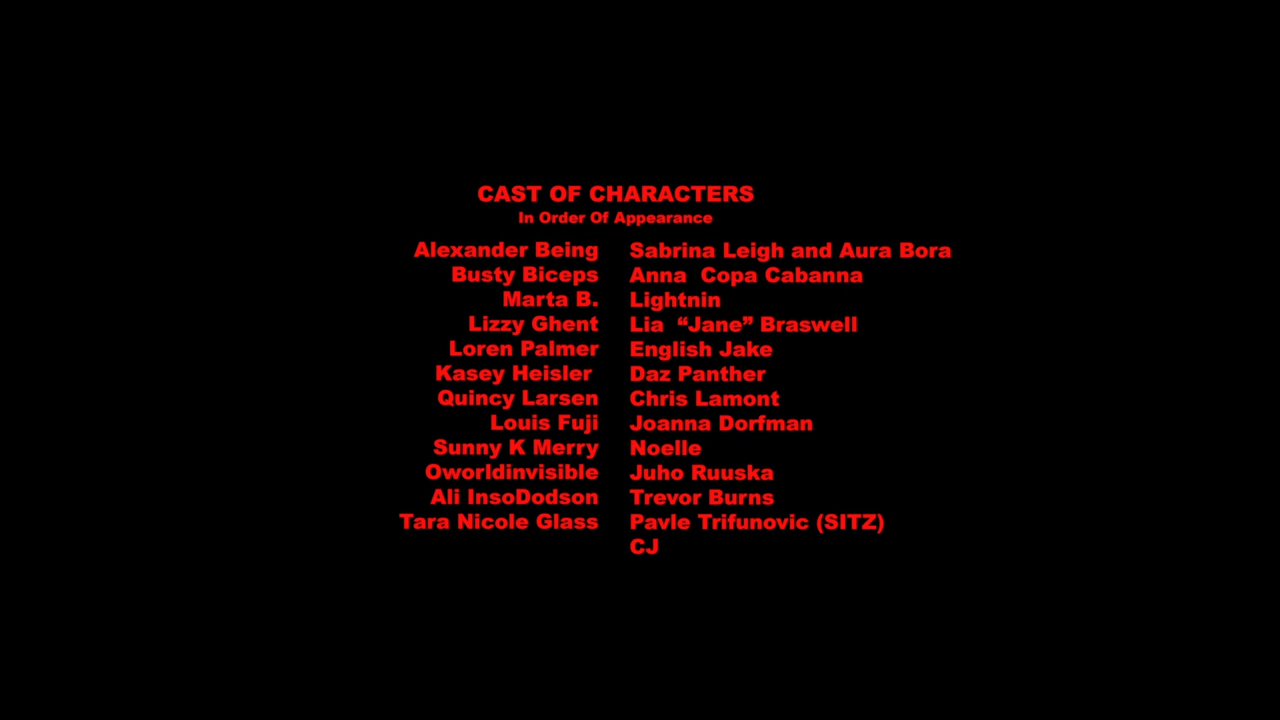 CAST OF CHARACTERS
In Order Of Appearance
Alexander Being Sabrina Leigh and Aura Bora
Busty Biceps Anna Copa Cabanna
Marta B. Lightnin
Lizzy Ghent Lia “Jane” Braswell
Loren Palmer English Jake
Kasey Heisler Daz Panther
Quincy Larsen Chris Lamont
Louis Fuji Joanna Dorfman
Sunny K Merry Noelle
Oworldinvisible Juho Ruuska
Ali InsoDodson Trevor Burns
Tara Nicole Glass Pavle Trifunovic (SITZ)
CJ